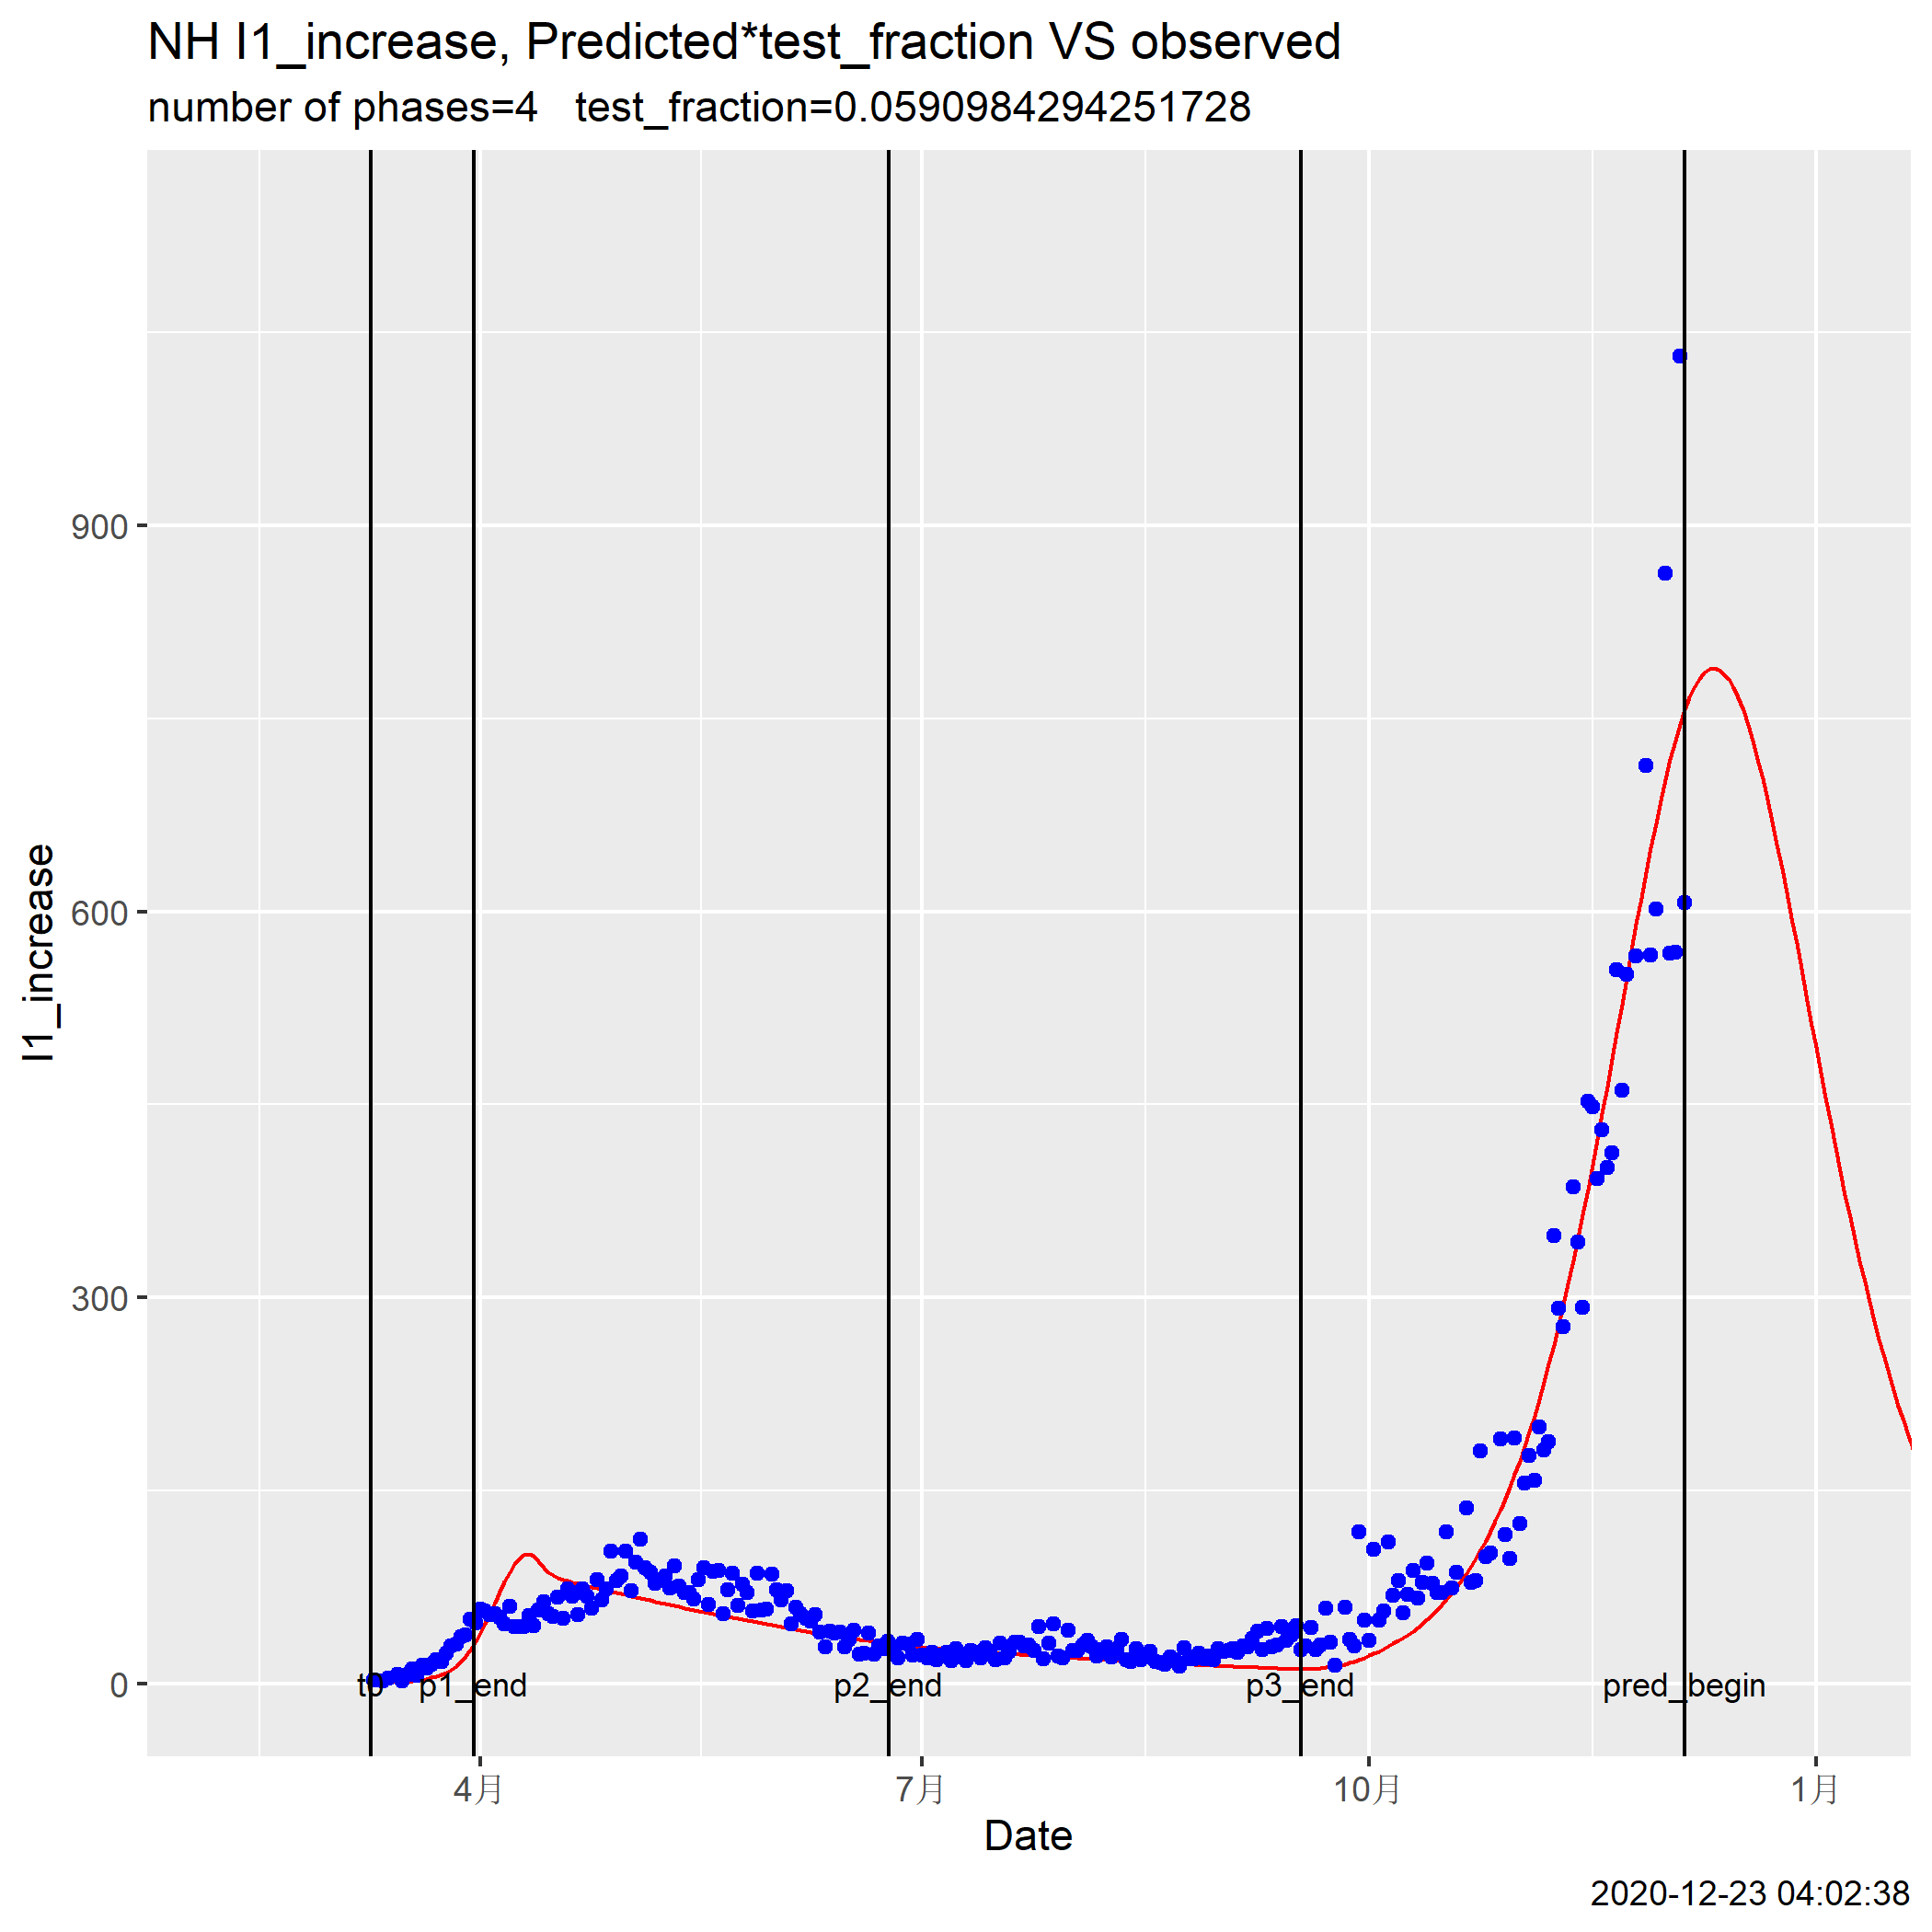 NH I1_increase, Predicted*test_fraction VS observed
number of phases=4   test_fraction=0.0590984294251728
I1_increase
900
600
300
0
t0
p1_end
p2_end
p3_end
pred_begin
4月
7月
10月
1月
Date
2020-12-23 04:02:38